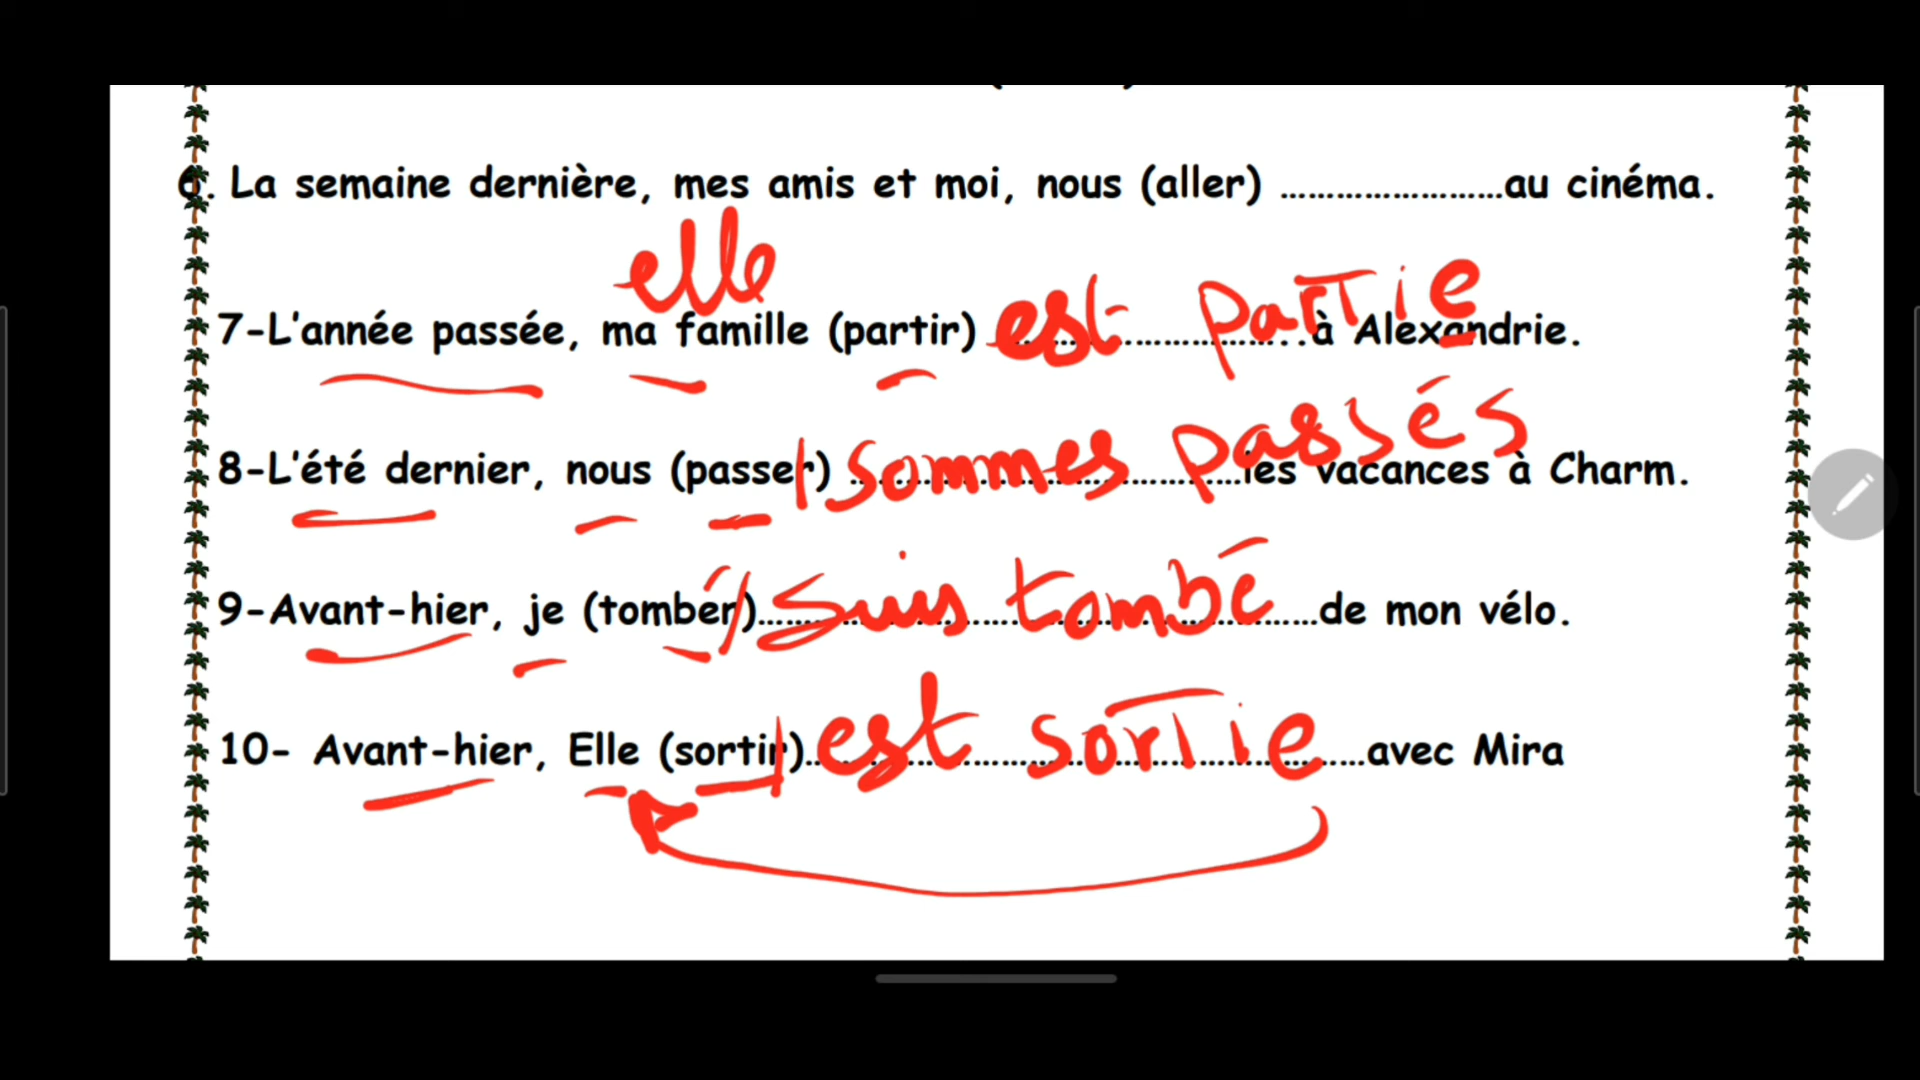 6. La semaine dernière, mes amis et moi, nous (aller) ........................au cinéma.
elle
7-L'année passée, ma famille (partir) est partie à Alexandrie.
8-L'été dernier, nous (passer) sommes passés les vacances à Charm.
9-Avant-hier, je (tomber) suis tombé de mon vélo.
10- Avant-hier, Elle (sortir) est sortie avec Mira